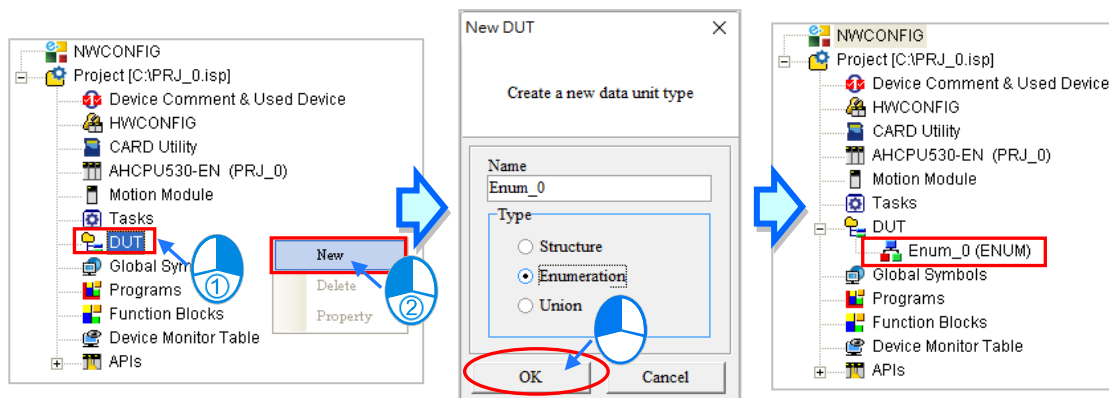 NWCONFIG
Project [C:\PRJ_0.isp]
Device Comment & Used Device
HWCONFIG
CARD Utility
AHCPU530-EN (PRJ_0)
Motion Module
Tasks
DUT
Global Sym
Programs
Function Blocks
Device Monitor Table
APIs
①
New
Delete
Property
②
New DUT
Create a new data unit type
Name
Enum_0
Type
Structure
Enumeration
Union
OK
Cancel
NWCONFIG
Project [C:\PRJ_0.isp]
Device Comment & Used Device
HWCONFIG
CARD Utility
AHCPU530-EN (PRJ_0)
Motion Module
Tasks
DUT
Enum_0 (ENUM)
Global Symbols
Programs
Function Blocks
Device Monitor Table
APIs